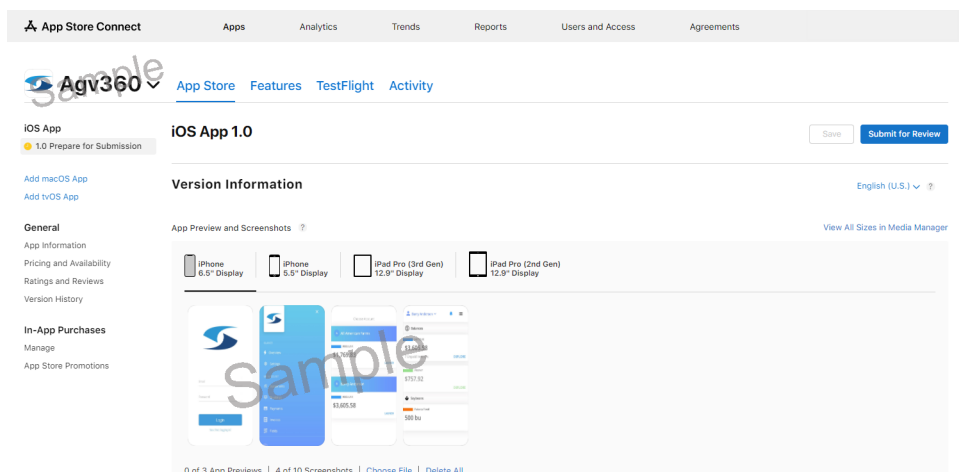 App Store Connect
Apps Analytics Trends Reports Users and Access Agreements
Sample
Agv360
App Store Features TestFlight Activity
iOS App
1.0 Prepare for Submission
Add macOS App
Add tvOS App
General
App Information
Pricing and Availability
Ratings and Reviews
Version History
In-App Purchases
Manage
App Store Promotions
iOS App 1.0
Save Submit for Review
Version Information
English (U.S.) ?
App Preview and Screenshots ?
View All Sizes in Media Manager
iPhone
6.5" Display
iPhone
5.5" Display
iPad Pro (3rd Gen)
12.9" Display
iPad Pro (2nd Gen)
12.9" Display
Sample
Login
$3,605.58
$757.92
500 bu
0 of 3 App Previews | 4 of 10 Screenshots | Choose File | Delete All